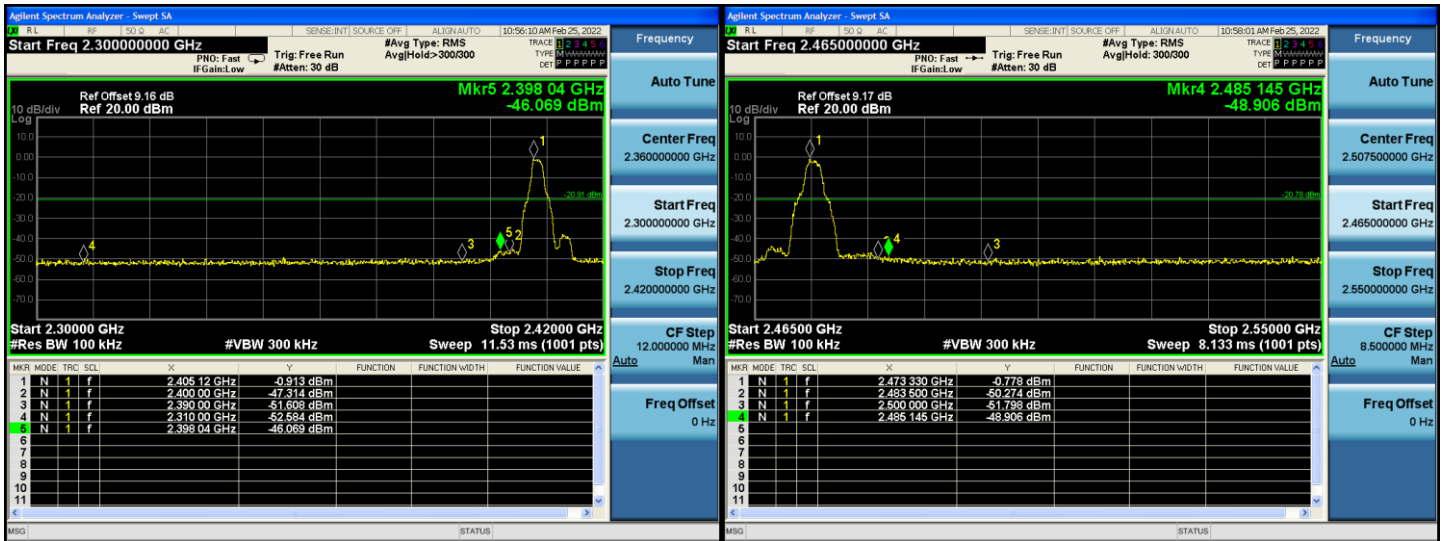 Agilent Spectrum Analyzer - Swept SA
RL RF 50 Ω AC SENSE:INT SOURCE OFF ALIGNAUTO 10:56:10 AM Feb 25, 2022
Start Freq 2.300000000 GHz
PNO: Fast
IFGain:Low
Trig: Free Run
#Atten: 30 dB
#Avg Type: RMS
Avg|Hold:>300/300
TRACE 1 2 3 4 5 6
TYPE M
DET P P P P P P
Ref Offset 9.16 dB
10 dB/div Ref 20.00 dBm
Log
Mkr5 2.398 04 GHz
-46.069 dBm
10.0
0.00
-10.0
-20.0
-30.0
-40.0
-50.0
-60.0
-70.0
-20.91 dBm
1
4
3
5
2
Start 2.30000 GHz Stop 2.42000 GHz
#Res BW 100 kHz #VBW 300 kHz Sweep 11.53 ms (1001 pts)
MKR MODE TRC SCL X Y FUNCTION FUNCTION WIDTH FUNCTION VALUE
1 N 1 f 2.405 12 GHz -0.913 dBm
2 N 1 f 2.400 00 GHz -47.314 dBm
3 N 1 f 2.390 00 GHz -51.608 dBm
4 N 1 f 2.310 00 GHz -52.584 dBm
5 N 1 f 2.398 04 GHz -46.069 dBm
6
7
8
9
10
11
MSG STATUS
Frequency
Auto Tune
Center Freq
2.360000000 GHz
Start Freq
2.300000000 GHz
Stop Freq
2.420000000 GHz
CF Step
12.000000 MHz
Auto Man
Freq Offset
0 Hz
Agilent Spectrum Analyzer - Swept SA
RL RF 50 Ω AC SENSE:INT SOURCE OFF ALIGNAUTO 10:58:01 AM Feb 25, 2022
Start Freq 2.465000000 GHz
PNO: Fast
IFGain:Low
Trig: Free Run
#Atten: 30 dB
#Avg Type: RMS
Avg|Hold: 300/300
TRACE 1 2 3 4 5 6
TYPE M
DET P P P P P P
Ref Offset 9.17 dB
10 dB/div Ref 20.00 dBm
Log
Mkr4 2.485 145 GHz
-48.906 dBm
10.0
0.00
-10.0
-20.0
-30.0
-40.0
-50.0
-60.0
-70.0
-20.78 dBm
1
4
3
Start 2.46500 GHz Stop 2.55000 GHz
#Res BW 100 kHz #VBW 300 kHz Sweep 8.133 ms (1001 pts)
MKR MODE TRC SCL X Y FUNCTION FUNCTION WIDTH FUNCTION VALUE
1 N 1 f 2.473 330 GHz -0.778 dBm
2 N 1 f 2.483 500 GHz -50.274 dBm
3 N 1 f 2.500 000 GHz -51.798 dBm
4 N 1 f 2.485 145 GHz -48.906 dBm
5
6
7
8
9
10
11
MSG STATUS
Frequency
Auto Tune
Center Freq
2.507500000 GHz
Start Freq
2.465000000 GHz
Stop Freq
2.550000000 GHz
CF Step
8.500000 MHz
Auto Man
Freq Offset
0 Hz